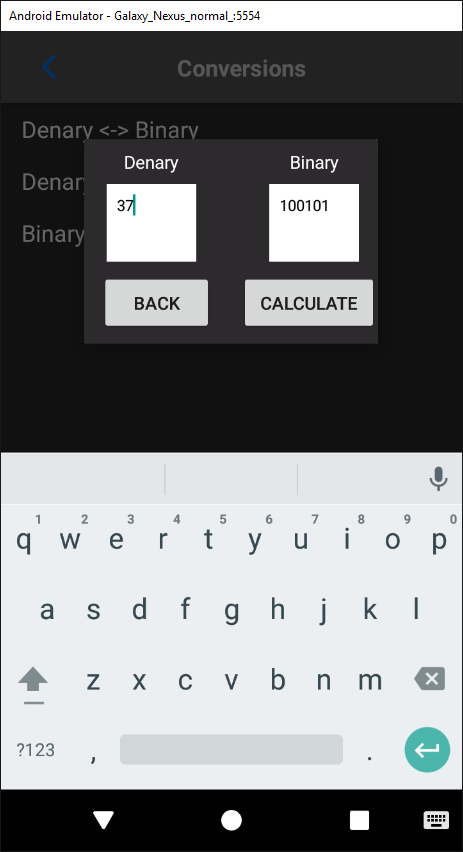 Android Emulator - Galaxy_Nexus_normal_:5554
Conversions
Denary <-> Binary
Denary
Binary
Denary Binary
37 100101
BACK CALCULATE
1 2 3 4 5 6 7 8 9 0
q w e r t y u i o p
a s d f g h j k l
z x c v b n m
?123 , .